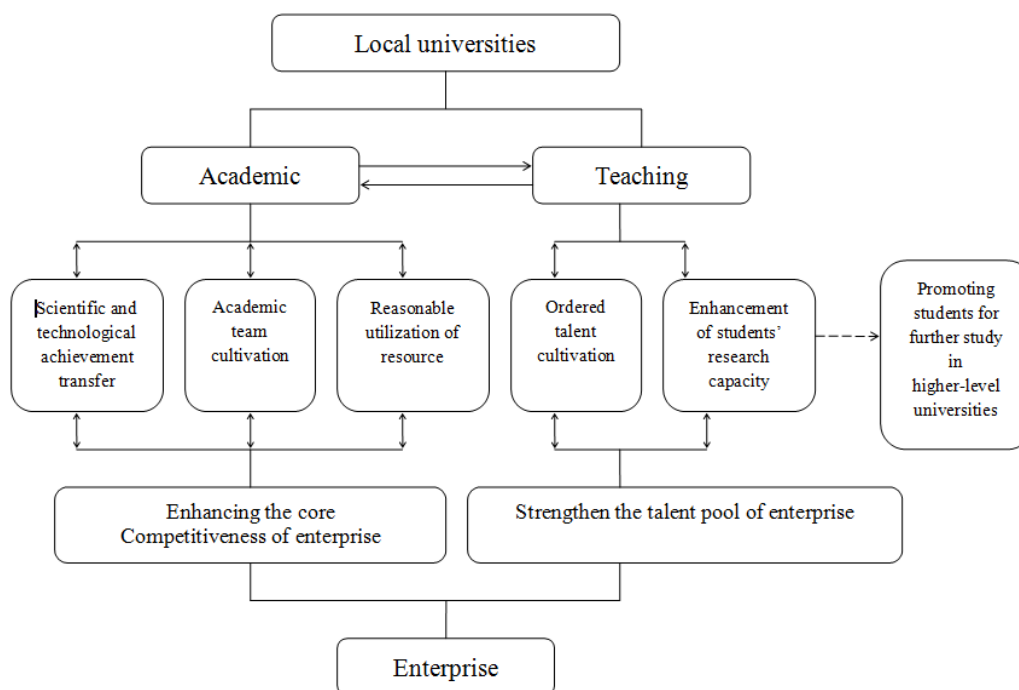 Local universities
Academic
Teaching
Scientific and
technological
achievement
transfer
Academic
team
cultivation
Reasonable
utilization of
resource
Ordered
talent
cultivation
Enhancement
of students’
research
capacity
Promoting
students for
further study
in
higher-level
universities
Enhancing the core
Competitiveness of enterprise
Strengthen the talent pool of enterprise
Enterprise